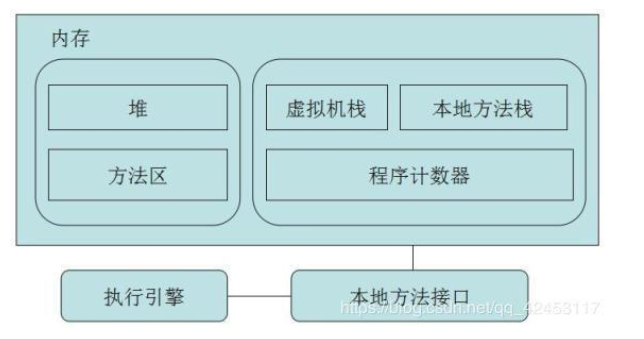 内存
堆
虚拟机栈
本地方法栈
方法区
程序计数器
执行引擎
本地方法接口
https://blog.csdn.net/qq_42453117